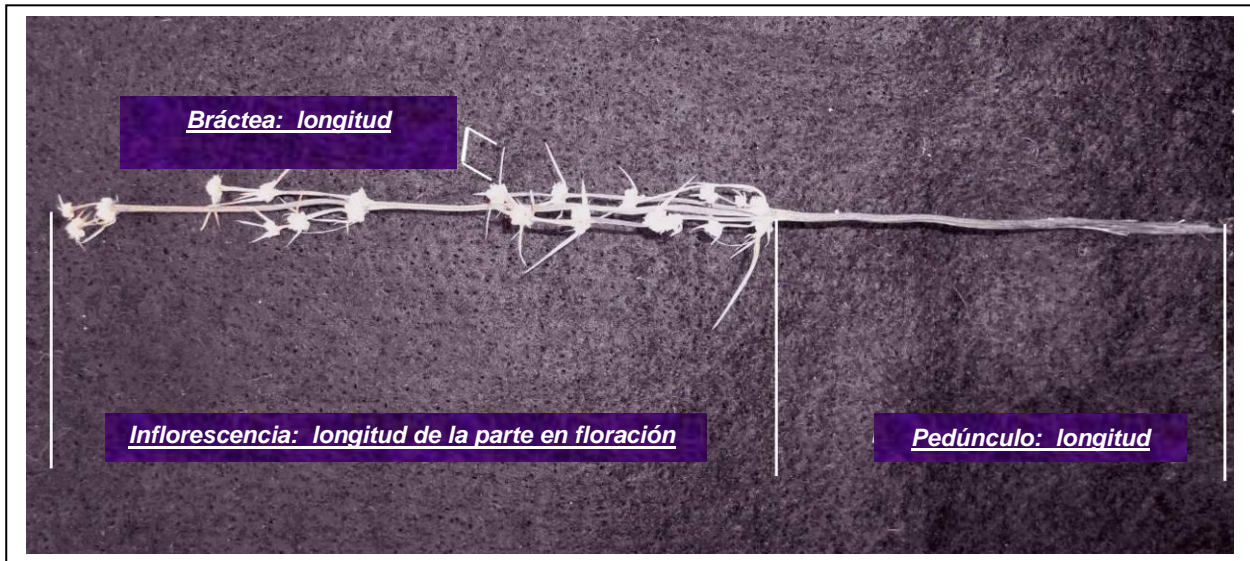 Bráctea: longitud
Inflorescencia: longitud de la parte en floración
Pedúnculo: longitud